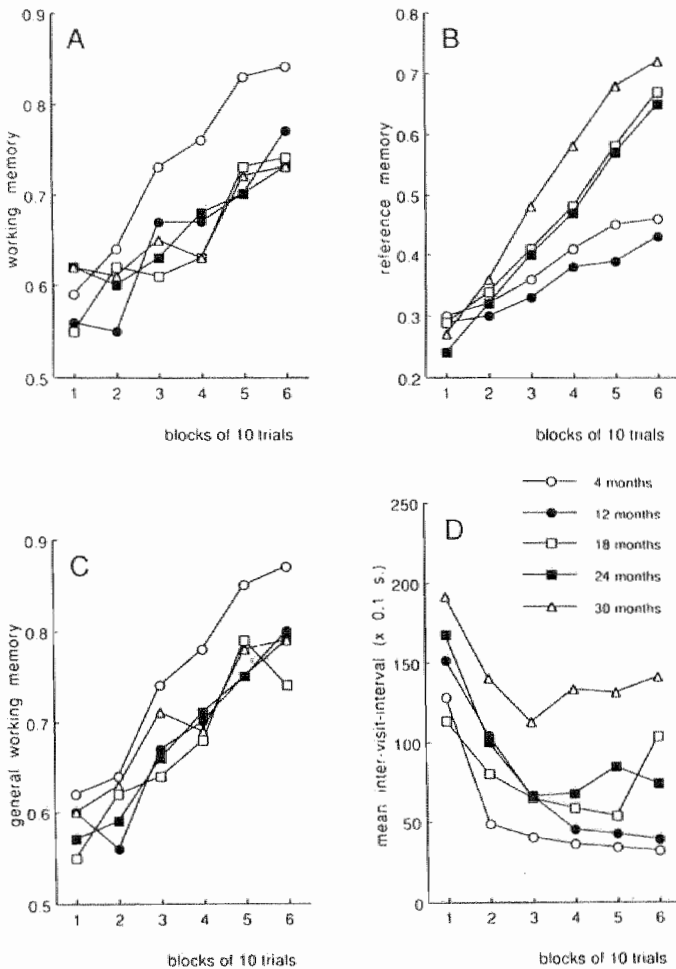 A
working memory
0.9
0.8
0.7
0.6
0.5
1 2 3 4 5 6
blocks of 10 trials
B
reference memory
0.8
0.7
0.6
0.5
0.4
0.3
0.2
1 2 3 4 5 6
blocks of 10 trials
C
general working memory
0.9
0.8
0.7
0.6
0.5
1 2 3 4 5 6
blocks of 10 trials
4 months
12 months
18 months
24 months
30 months
D
mean inter-visit-interval (x 0.1 s.)
250
200
150
100
50
0
1 2 3 4 5 6
blocks of 10 trials